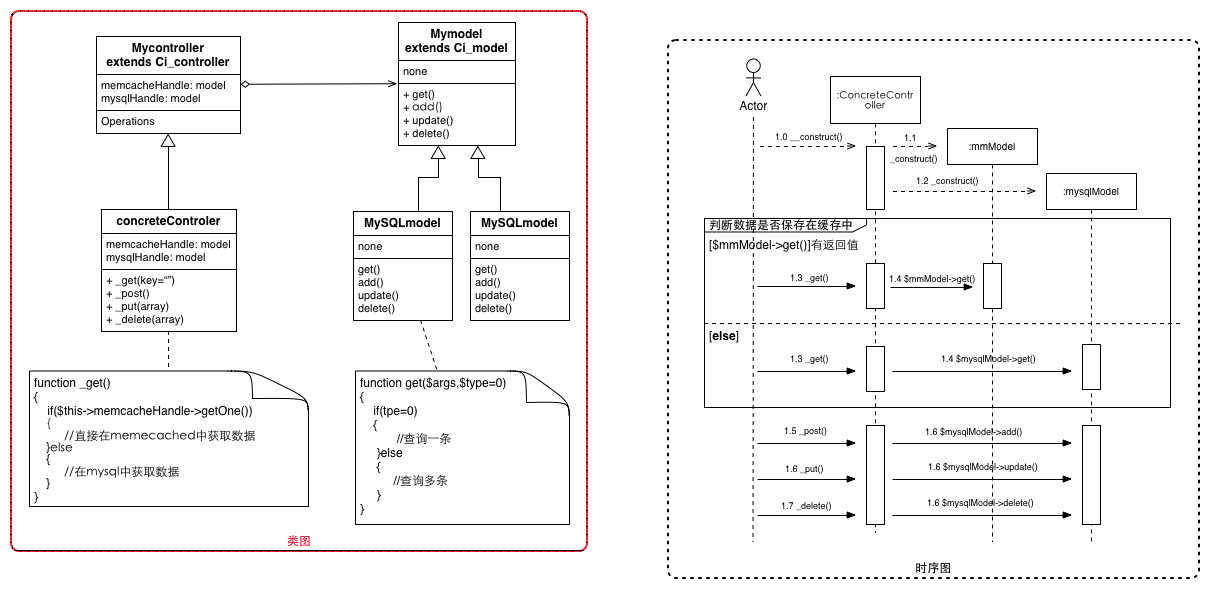 Mycontroller
extends Ci_controller
memcacheHandle: model
mysqlHandle: model
Operations
Mymodel
extends Ci_model
none
+ get()
+ add()
+ update()
+ delete()
concreteControler
memcacheHandle: model
mysqlHandle: model
+ _get(key="")
+ _post()
+ _put(array)
+ _delete(array)
MySQLmodel
none
get()
add()
update()
delete()
MySQLmodel
none
get()
add()
update()
delete()
function _get()
{
if($this->memcacheHandle->getOne())
{
//直接在memecached中获取数据
}else
{
//在mysql中获取数据
}
}
function get($args,$type=0)
{
if(tpe=0)
{
//查询一条
}else
{
//查询多条
}
}
类图
Actor
:ConcreteContr
oller
:mmModel
:mysqlModel
1.0 __construct()
1.1
_construct()
1.2 _construct()
判断数据是否保存在缓存中
[$mmModel->get()]有返回值
1.3 _get()
1.4 $mmModel->get()
[else]
1.3 _get()
1.4 $mysqlModel->get()
1.5 _post()
1.6 $mysqlModel->add()
1.6 _put()
1.6 $mysqlModel->update()
1.7 _delete()
1.6 $mysqlModel->delete()
时序图